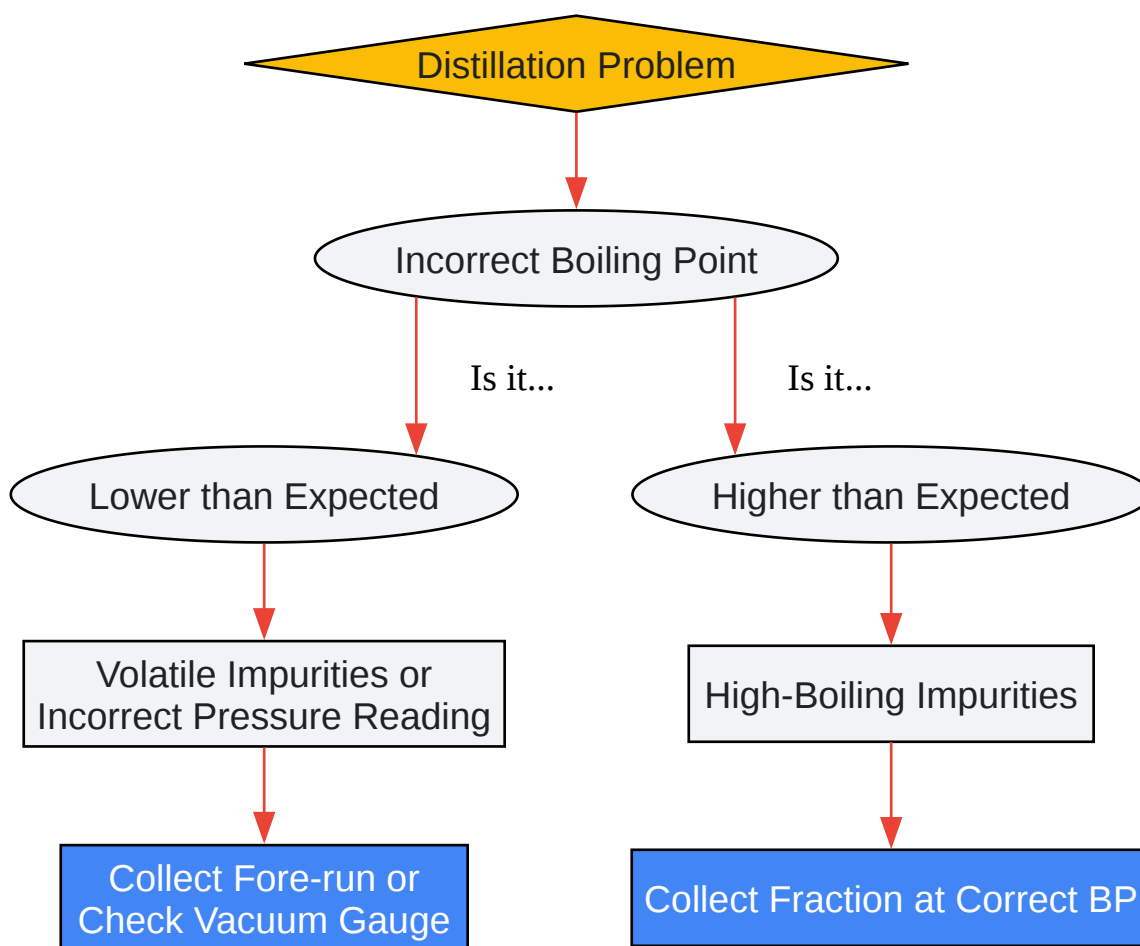 Distillation Problem
Incorrect Boiling Point
Is it...
Is it...
Lower than Expected
Higher than Expected
Volatile Impurities or
Incorrect Pressure Reading
High-Boiling Impurities
Collect Fore-run or
Check Vacuum Gauge
Collect Fraction at Correct BP